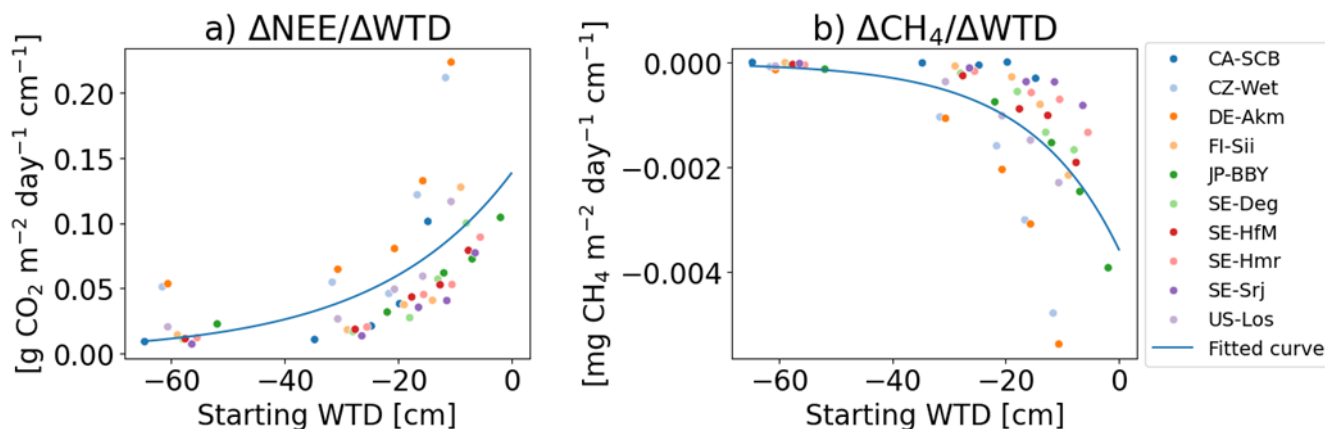 a) ΔNEE/ΔWTD
[g CO₂ m⁻² day⁻¹ cm⁻¹]
0.20
0.15
0.10
0.05
0.00
−60
−40
−20
0
Starting WTD [cm]
b) ΔCH₄/ΔWTD
[mg CH₄ m⁻² day⁻¹ cm⁻¹]
0.000
−0.002
−0.004
−60
−40
−20
0
Starting WTD [cm]
CA-SCB
CZ-Wet
DE-Akm
FI-Sii
JP-BBY
SE-Deg
SE-HfM
SE-Hmr
SE-Srj
US-Los
Fitted curve